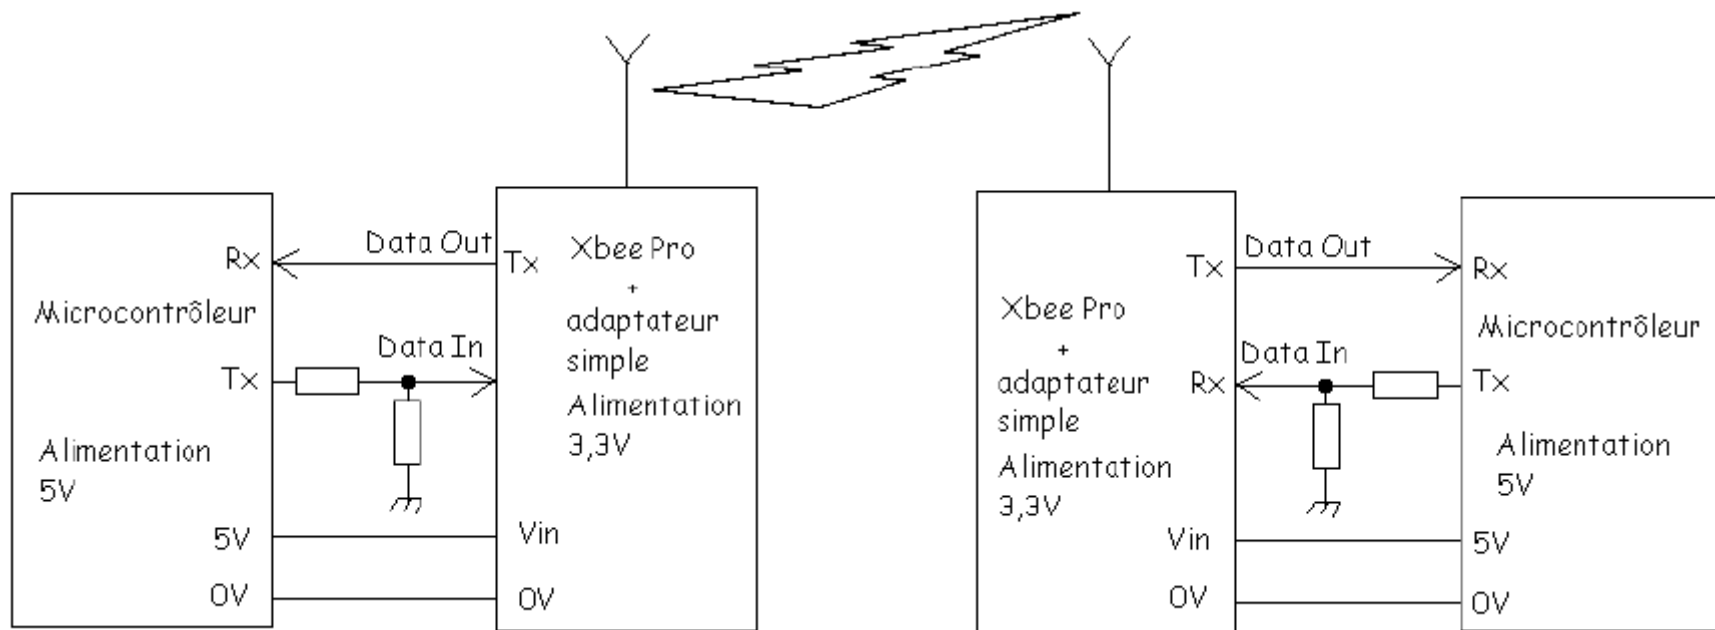 Rx
Data Out
Tx
Xbee Pro
+
adaptateur
simple
Alimentation
3,3V
Microcontrôleur
Data In
Tx
Alimentation
5V
5V
Vin
0V
0V
Tx
Data Out
Rx
Xbee Pro
+
adaptateur
simple
Alimentation
3,3V
Microcontrôleur
Data In
Rx
Tx
Alimentation
5V
Vin
5V
0V
0V